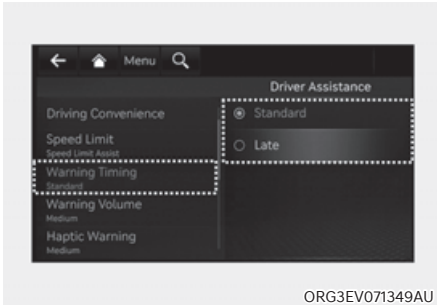 Menu
Driver Assistance
Driving Convenience
Speed Limit
Speed Limit Assist
Warning Timing
Standard
Warning Volume
Medium
Haptic Warning
Medium
Standard
Late
ORG3EV071349AU